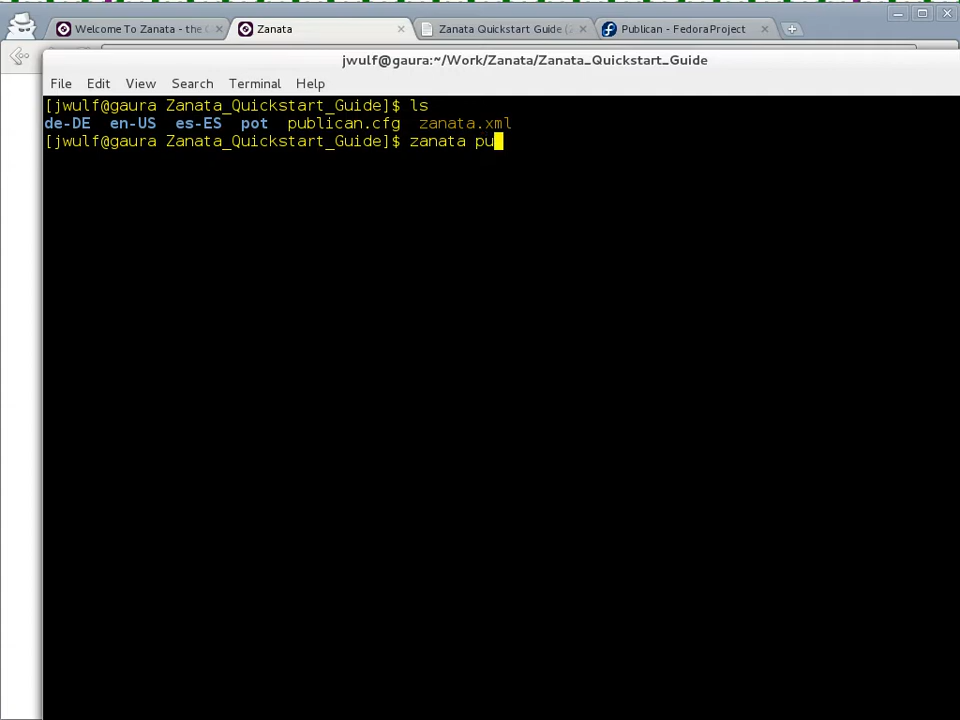 Welcome To Zanata - the C
Zanata
Zanata Quickstart Guide (
Publican - FedoraProject
jwulf@gaura:~/Work/Zanata/Zanata_Quickstart_Guide
File Edit View Search Terminal Help
[jwulf@gaura Zanata_Quickstart_Guide]$ ls
de-DE en-US es-ES pot publican.cfg zanata.xml
[jwulf@gaura Zanata_Quickstart_Guide]$ zanata pu